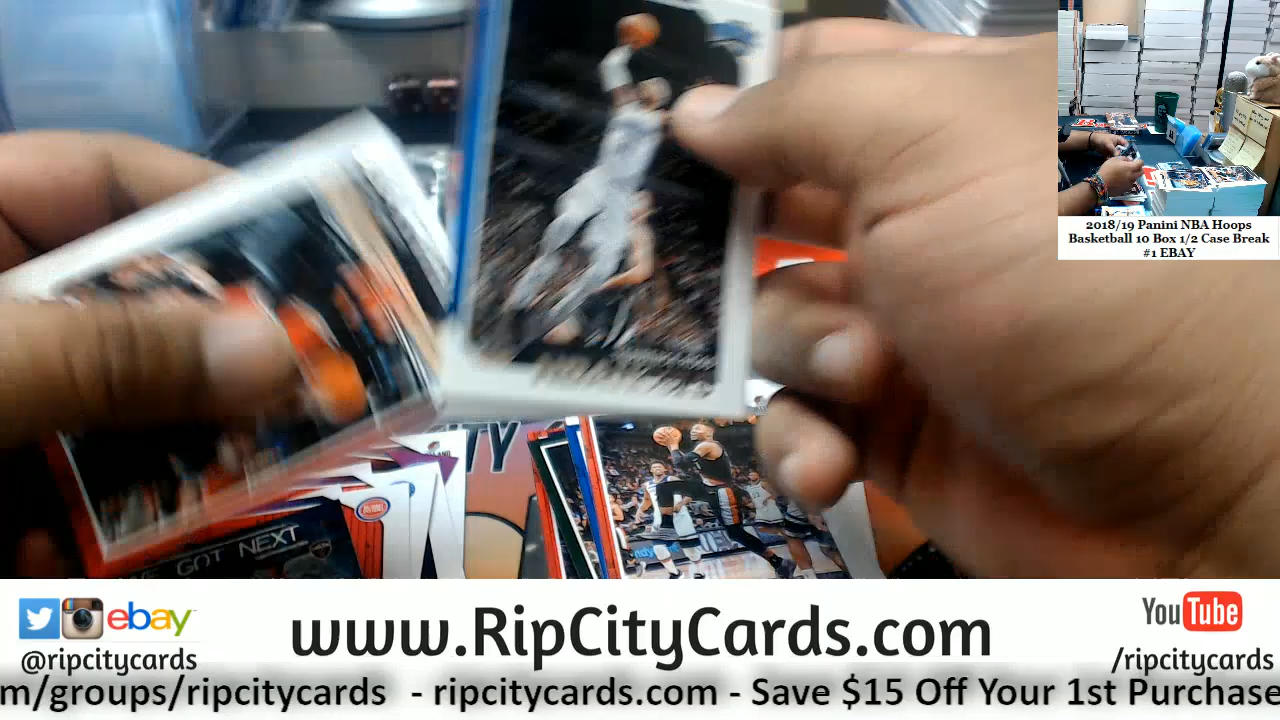 2018/19 Panini NBA Hoops
Basketball 10 Box 1/2 Case Break
#1 EBAY
TY
GOT NEXT
ebay
@ripcitycards
www.RipCityCards.com
YouTube
/ripcitycards
m/groups/ripcitycards - ripcitycards.com - Save $15 Off Your 1st Purchase